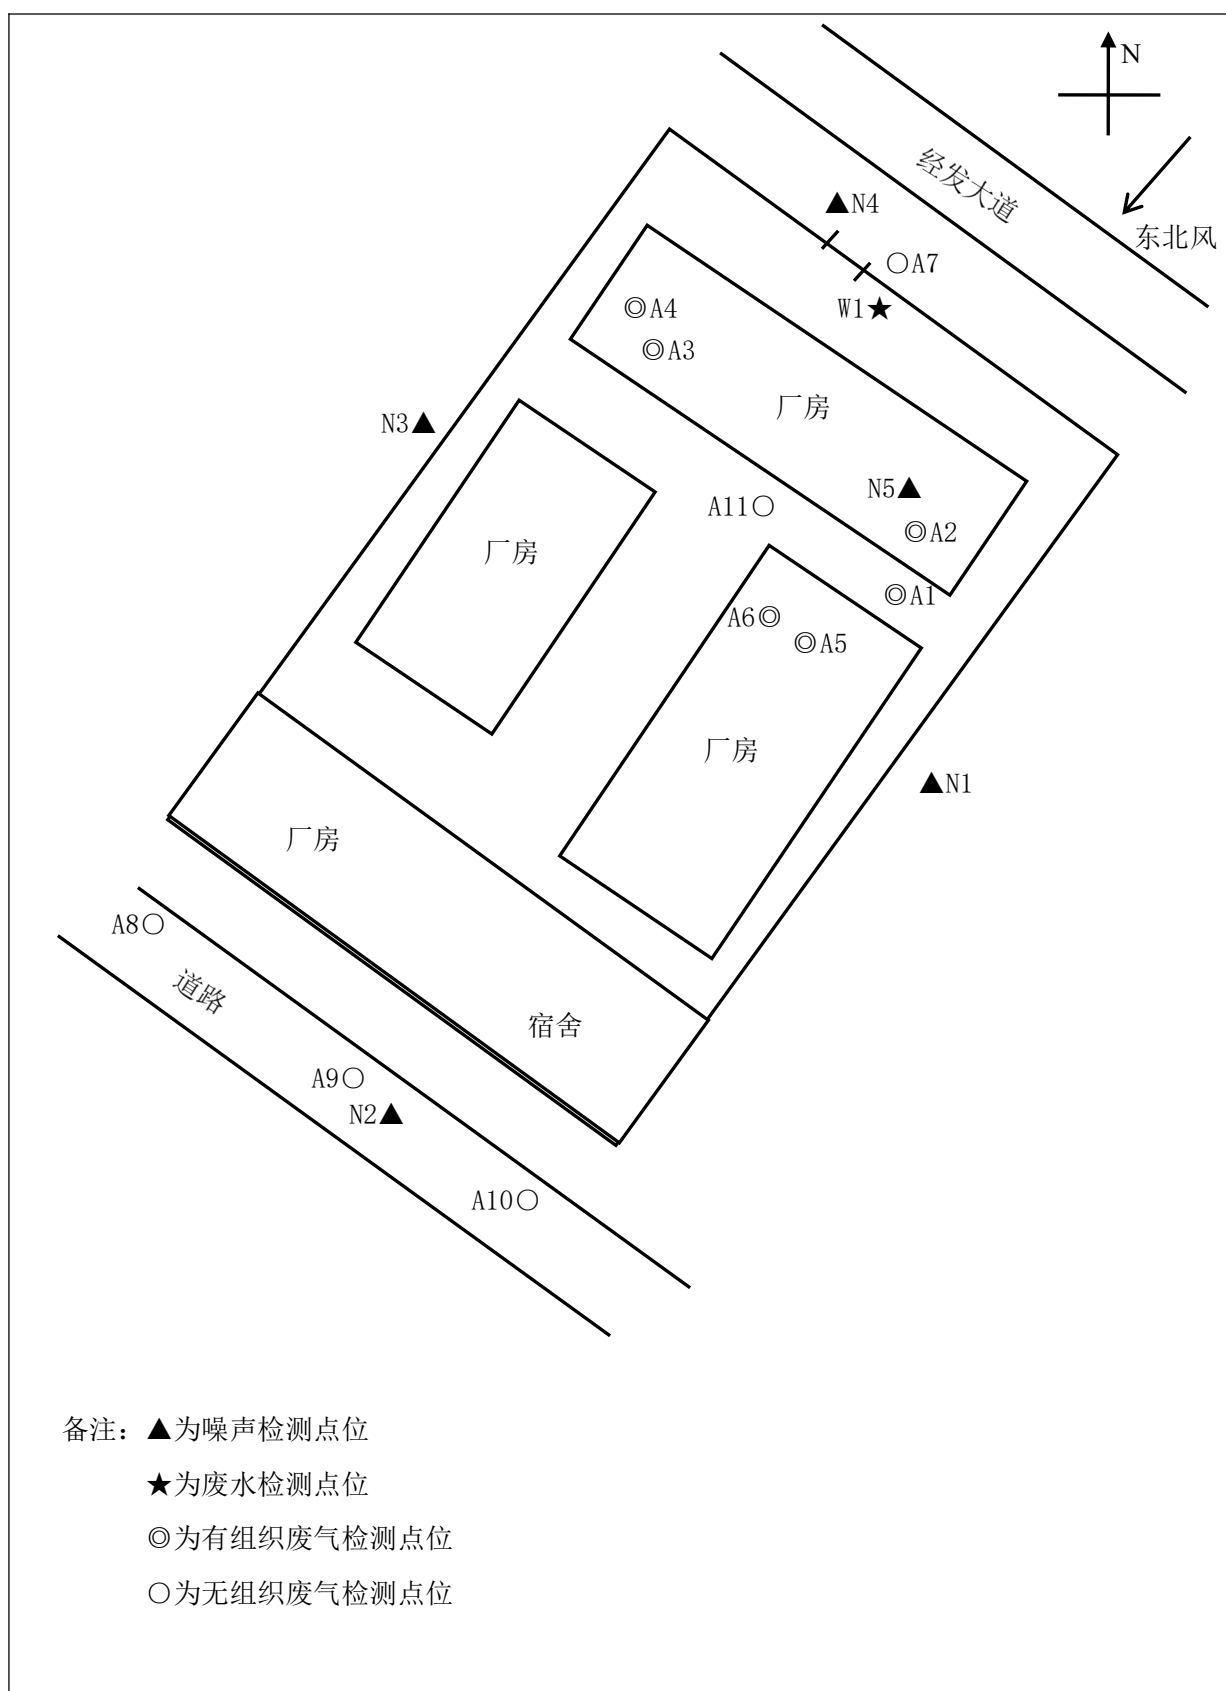 N
经发大道
东北风
▲N4
○A7
W1★
◎A4
◎A3
厂房
N3▲
N5▲
A11○
◎A2
厂房
◎A1
A6◎
◎A5
厂房
▲N1
厂房
A8○
道路
宿舍
A9○
N2▲
A10○
备注：▲为噪声检测点位
★为废水检测点位
◎为有组织废气检测点位
○为无组织废气检测点位